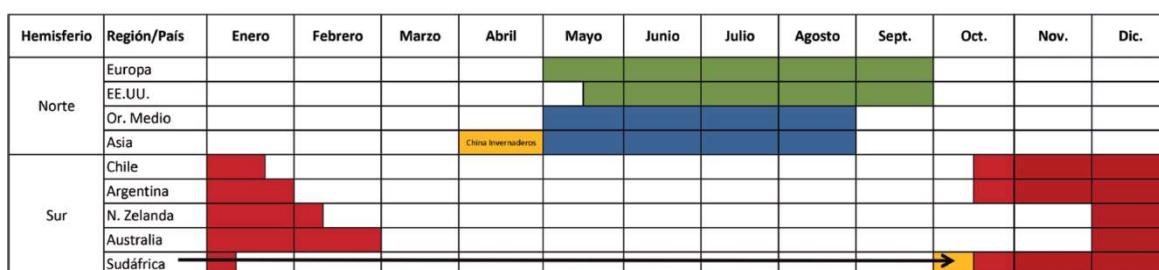 Hemisferio Región/País Enero Febrero Marzo Abril Mayo Junio Julio Agosto Sept. Oct. Nov. Dic.
Norte
Europa
EE.UU.
Or. Medio
Asia China Invernaderos
Sur
Chile
Argentina
N. Zelanda
Australia
Sudáfrica